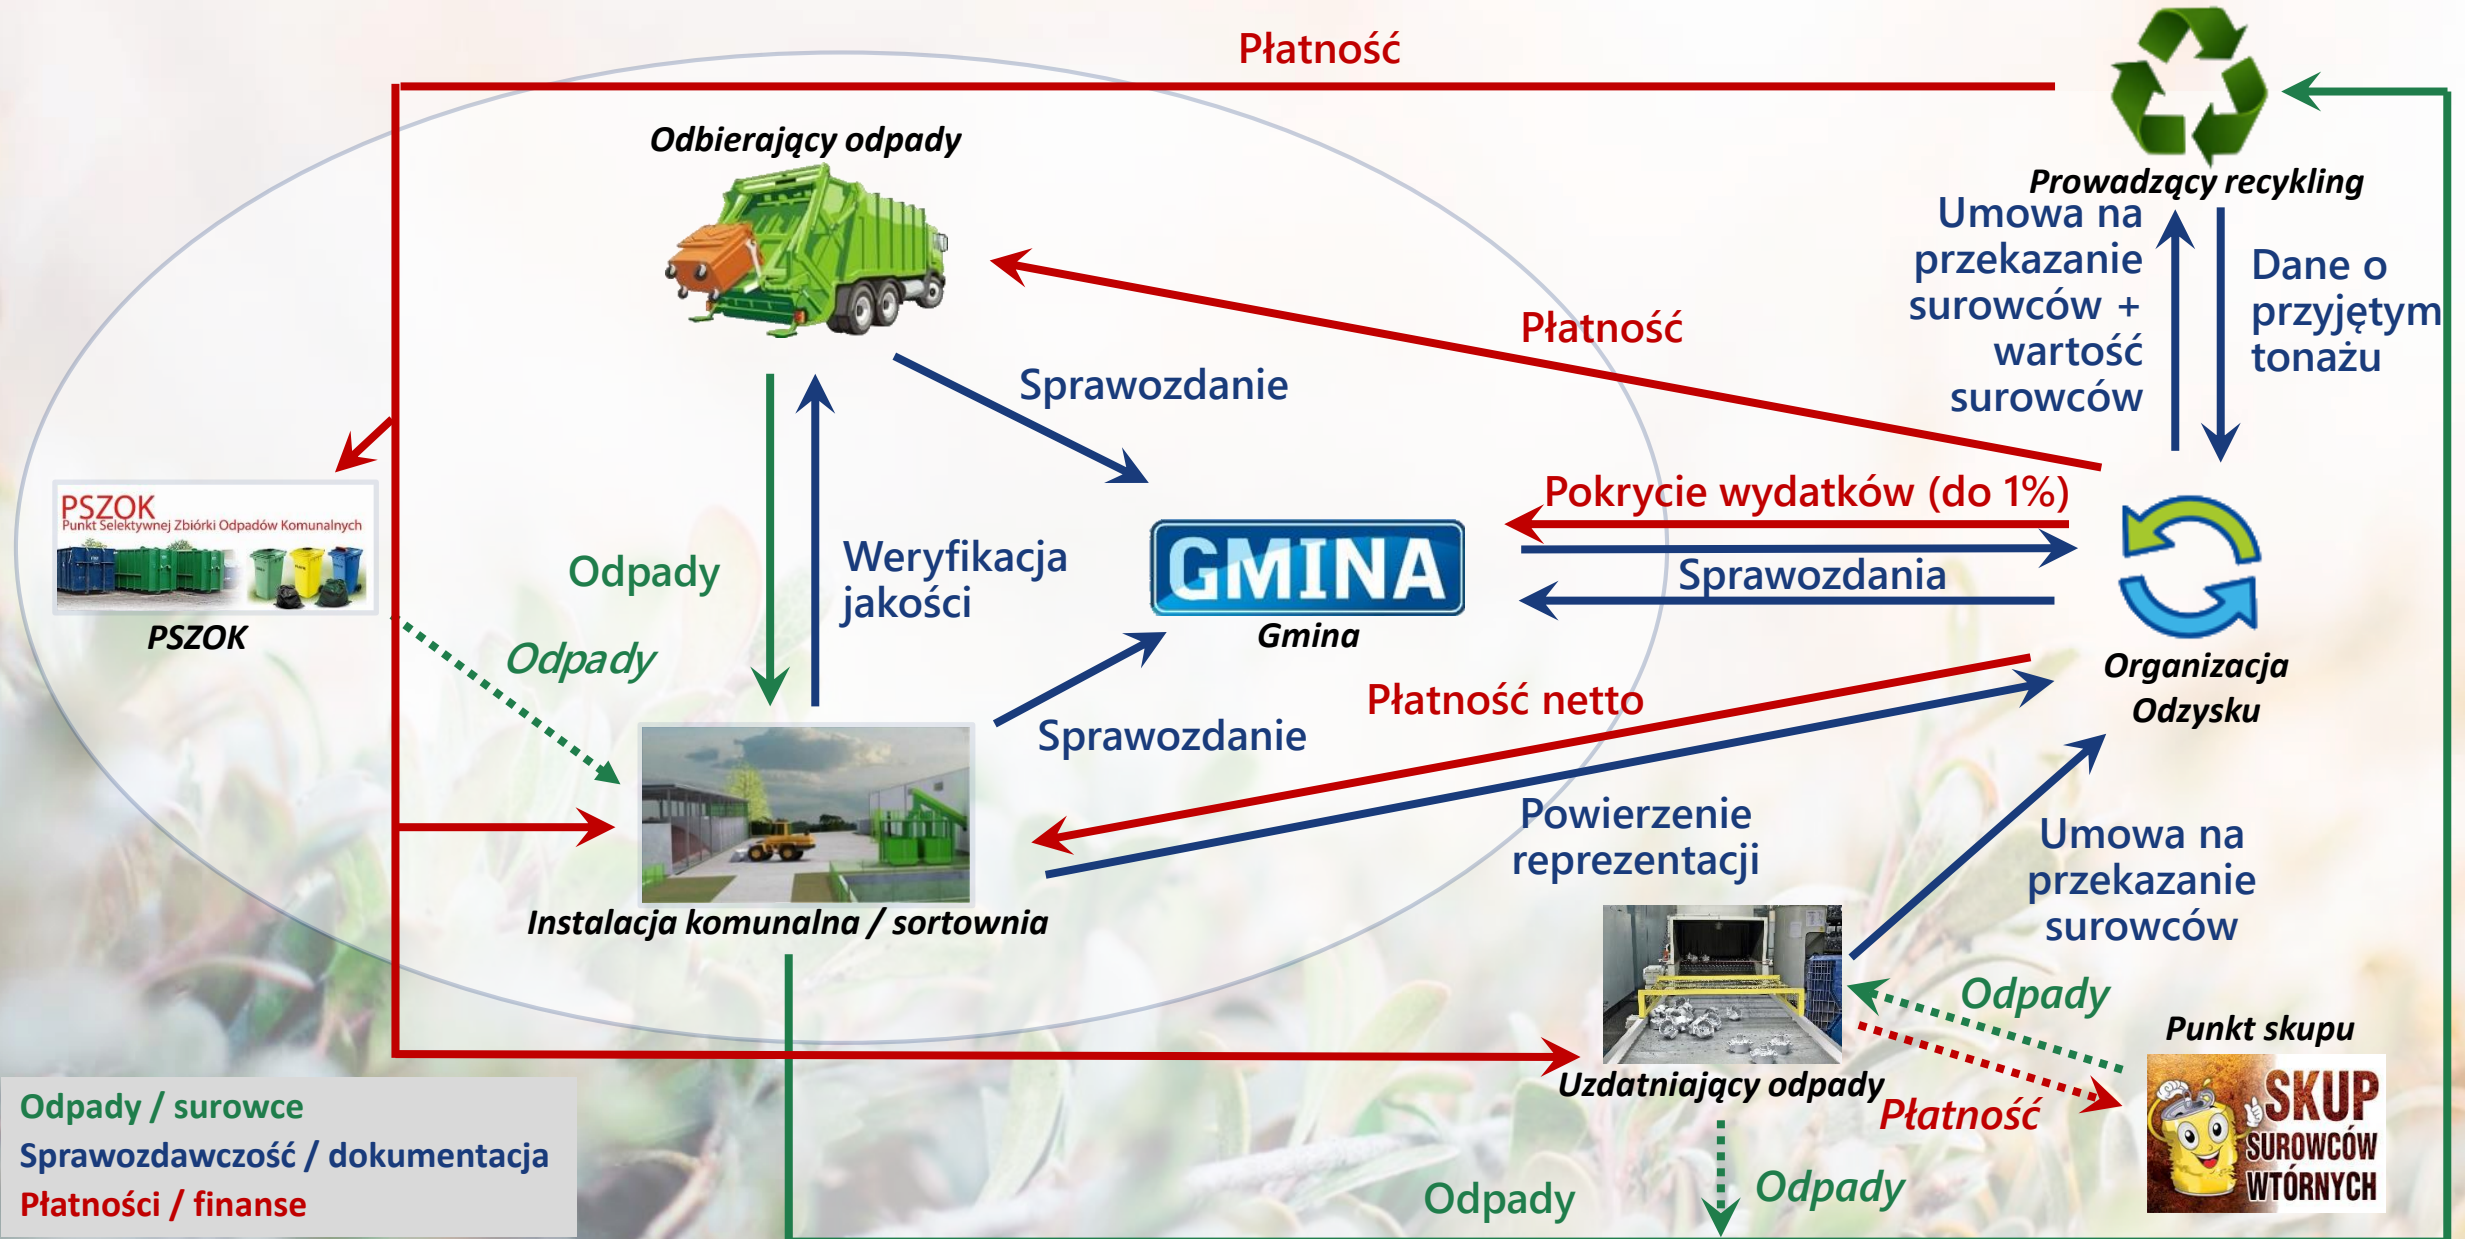 Płatność
Odbierający odpady
Prowadzący recykling
Umowa na
przekazanie
surowców +
wartość
surowców
Dane o
przyjętym
tonażu
Płatność
Sprawozdanie
Pokrycie wydatków (do 1%)
PSZOK
Punkt Selektywnej Zbiórki Odpadów Komunalnych
PSZOK
Odpady
Weryfikacja
jakości
GMINA
Gmina
Sprawozdania
Odpady
Organizacja
Odzysku
Płatność netto
Sprawozdanie
Powierzenie
reprezentacji
Umowa na
przekazanie
surowców
Instalacja komunalna / sortownia
Odpady
Punkt skupu
Uzdatniający odpady
Płatność
SKUP
SUROWCÓW
WTÓRNYCH
Odpady / surowce
Sprawozdawczość / dokumentacja
Płatności / finanse
Odpady
Odpady